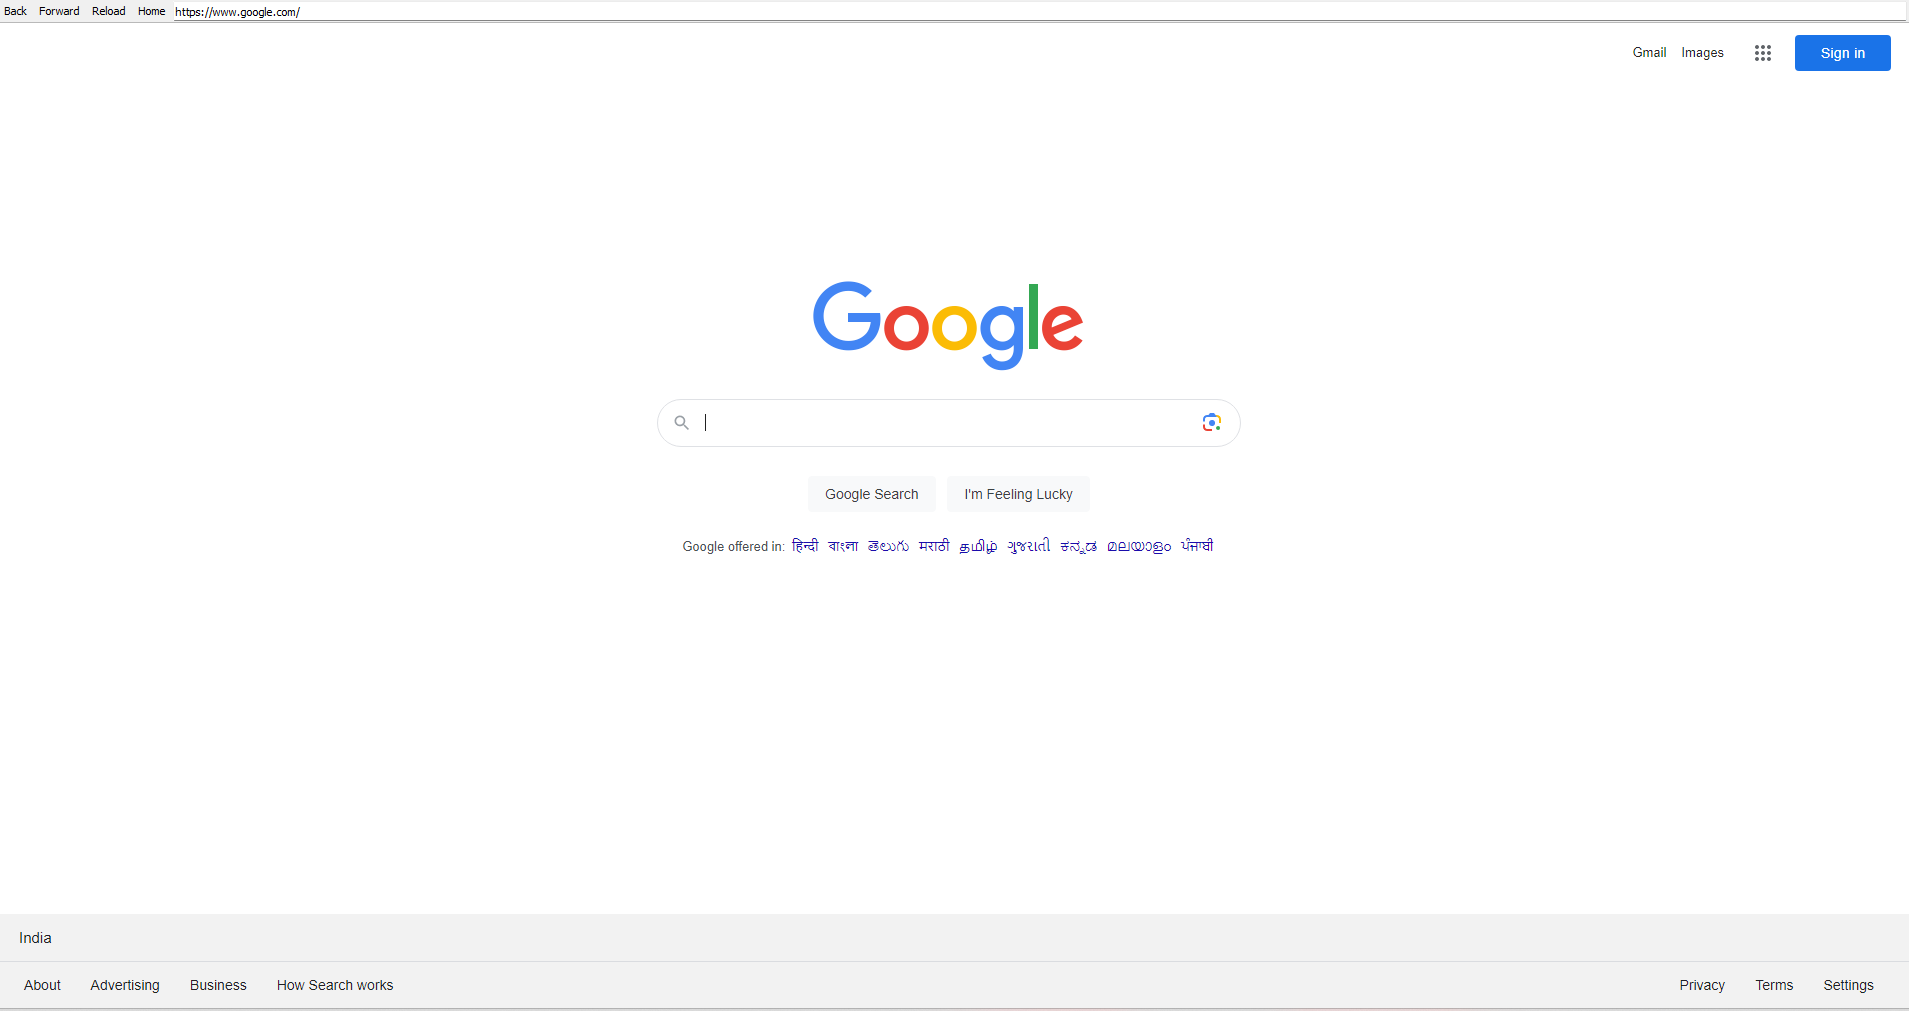 Back Forward Reload Home https://www.google.com/
Gmail Images Sign in
Google
Google Search I'm Feeling Lucky
Google offered in: हिन्दी বাংলা తెలుగు मराठी தமிழ் ગુજરાતી ಕನ್ನಡ മലയാളം ਪੰਜਾਬੀ
India
About Advertising Business How Search works Privacy Terms Settings